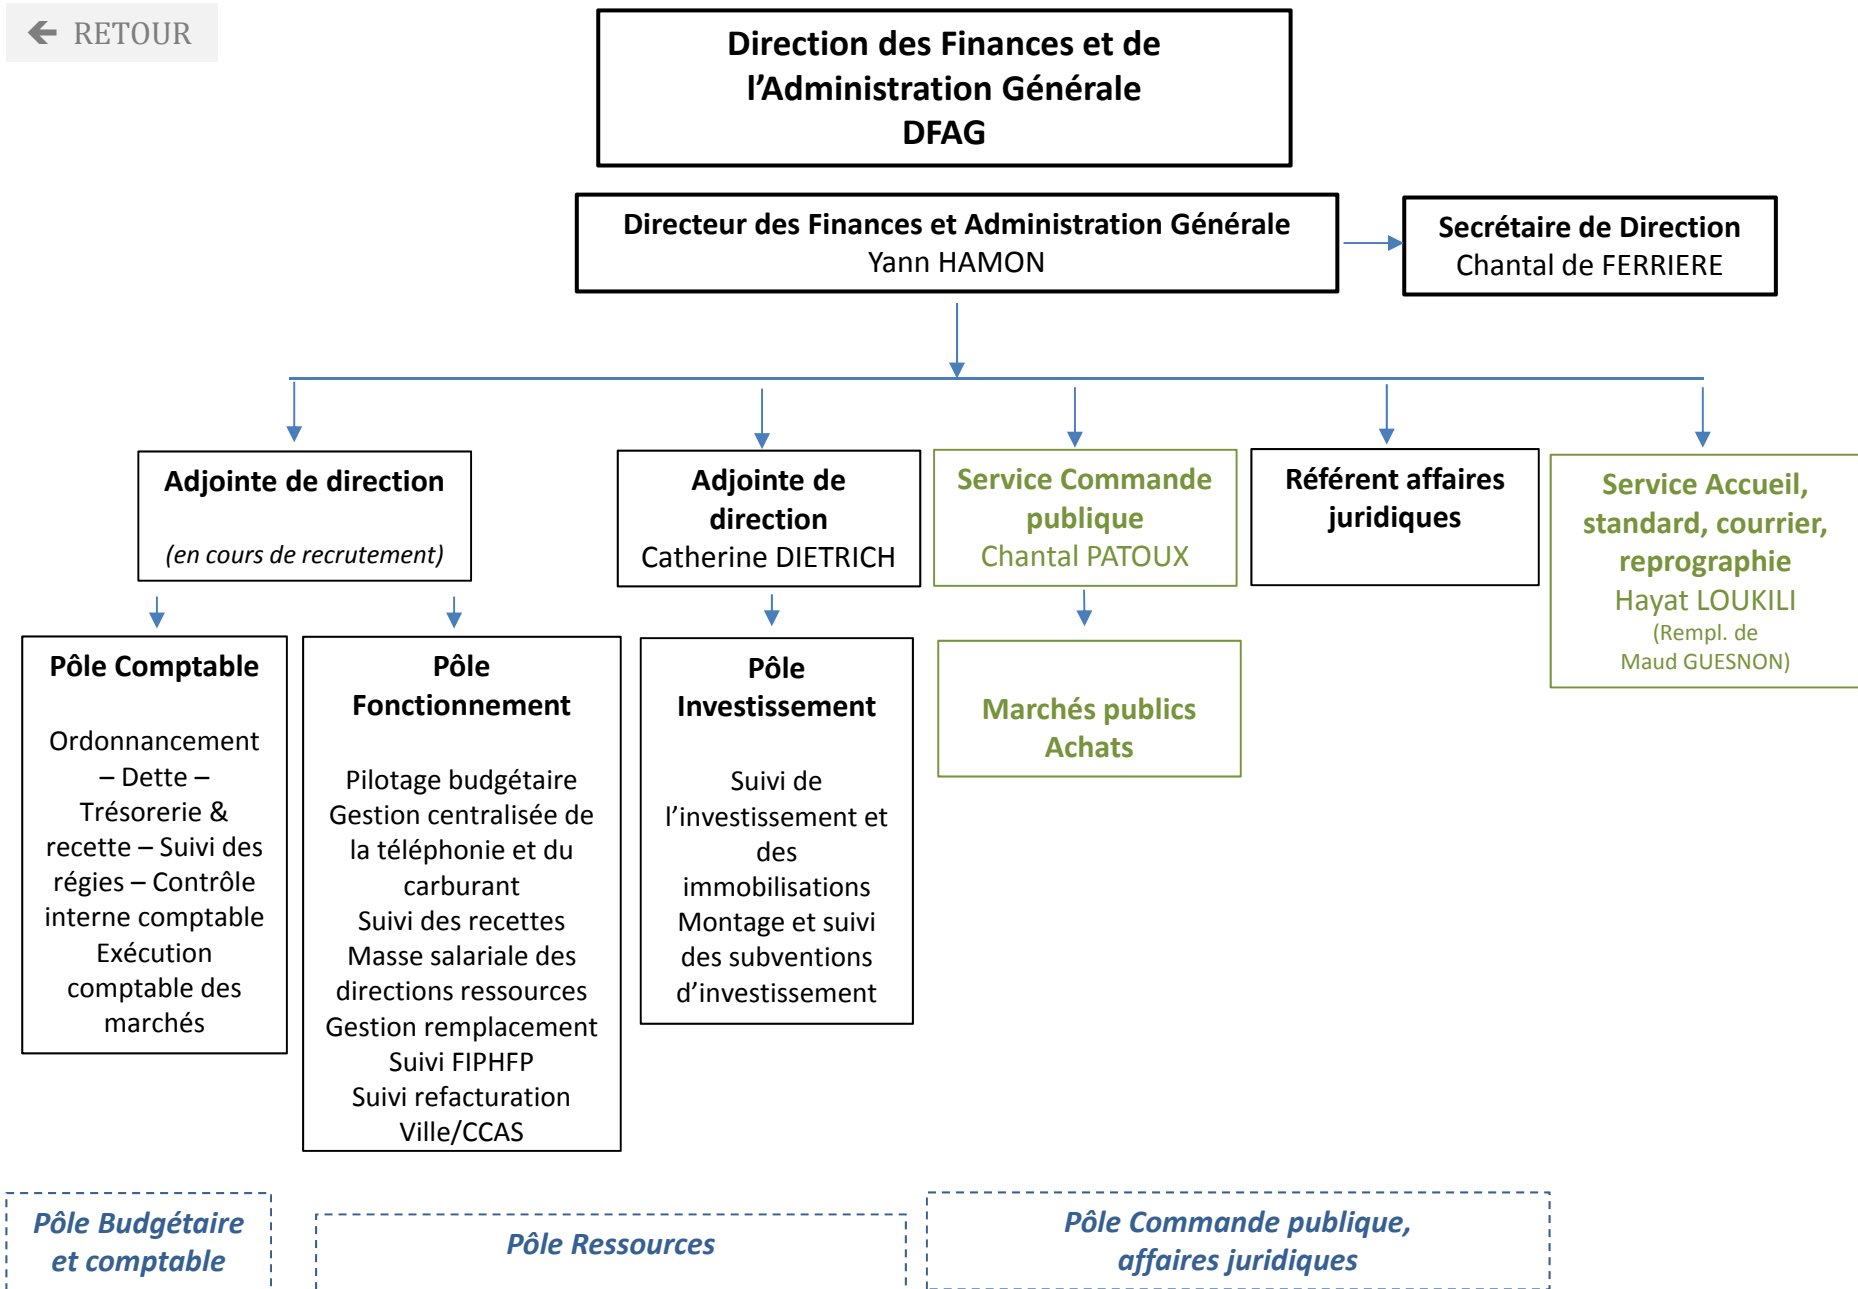 RETOUR
Direction des Finances et de
l’Administration Générale
DFAG
Directeur des Finances et Administration Générale
Yann HAMON
Secrétaire de Direction
Chantal de FERRIERE
Adjointe de direction
(en cours de recrutement)
Adjointe de
direction
Catherine DIETRICH
Service Commande
publique
Chantal PATOUX
Référent affaires
juridiques
Service Accueil,
standard, courrier,
reprographie
Hayat LOUKILI
(Rempl. de
Maud GUESNON)
Pôle Comptable
Ordonnancement
– Dette –
Trésorerie &
recette – Suivi des
régies – Contrôle
interne comptable
Exécution
comptable des
marchés
Pôle
Fonctionnement
Pilotage budgétaire
Gestion centralisée de
la téléphonie et du
carburant
Suivi des recettes
Masse salariale des
directions ressources
Gestion remplacement
Suivi FIPHFP
Suivi refacturation
Ville/CCAS
Pôle
Investissement
Suivi de
l’investissement et
des
immobilisations
Montage et suivi
des subventions
d’investissement
Marchés publics
Achats
Pôle Budgétaire
et comptable
Pôle Ressources
Pôle Commande publique,
affaires juridiques